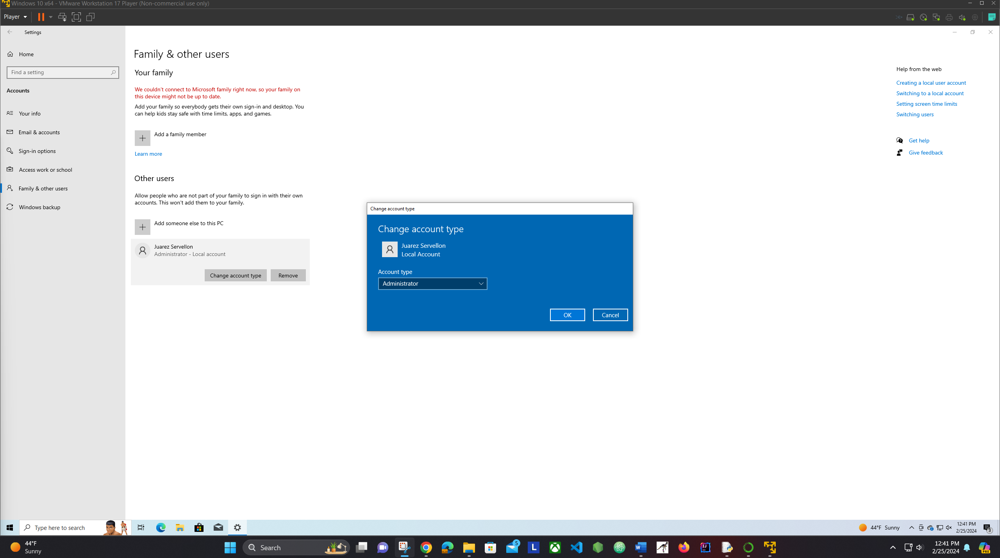 Windows 10 x64 - VMware Workstation 17 Player (Non-commercial use only)
Player
Settings
Home
Find a setting
Accounts
Your info
Email & accounts
Sign-in options
Access work or school
Family & other users
Windows backup
Family & other users
Your family
We couldn't connect to Microsoft family right now, so your family on
this device might not be up to date.
Add your family so everybody gets their own sign-in and desktop. You
can help kids stay safe with time limits, apps, and games.
Add a family member
Learn more
Other users
Allow people who are not part of your family to sign in with their own
accounts. This won't add them to your family.
Add someone else to this PC
Juarez Servellon
Administrator - Local account
Change account type
Remove
Change account type
Change account type
Juarez Servellon
Local Account
Account type
Administrator
OK
Cancel
Help from the web
Creating a local user account
Switching to a local account
Setting screen time limits
Switching users
Get help
Give feedback
Type here to search
44°F Sunny
12:41 PM
2/25/2024
3
44°F
Sunny
Search
5
L
W
IJ
12:41 PM
2/25/2024
PRE